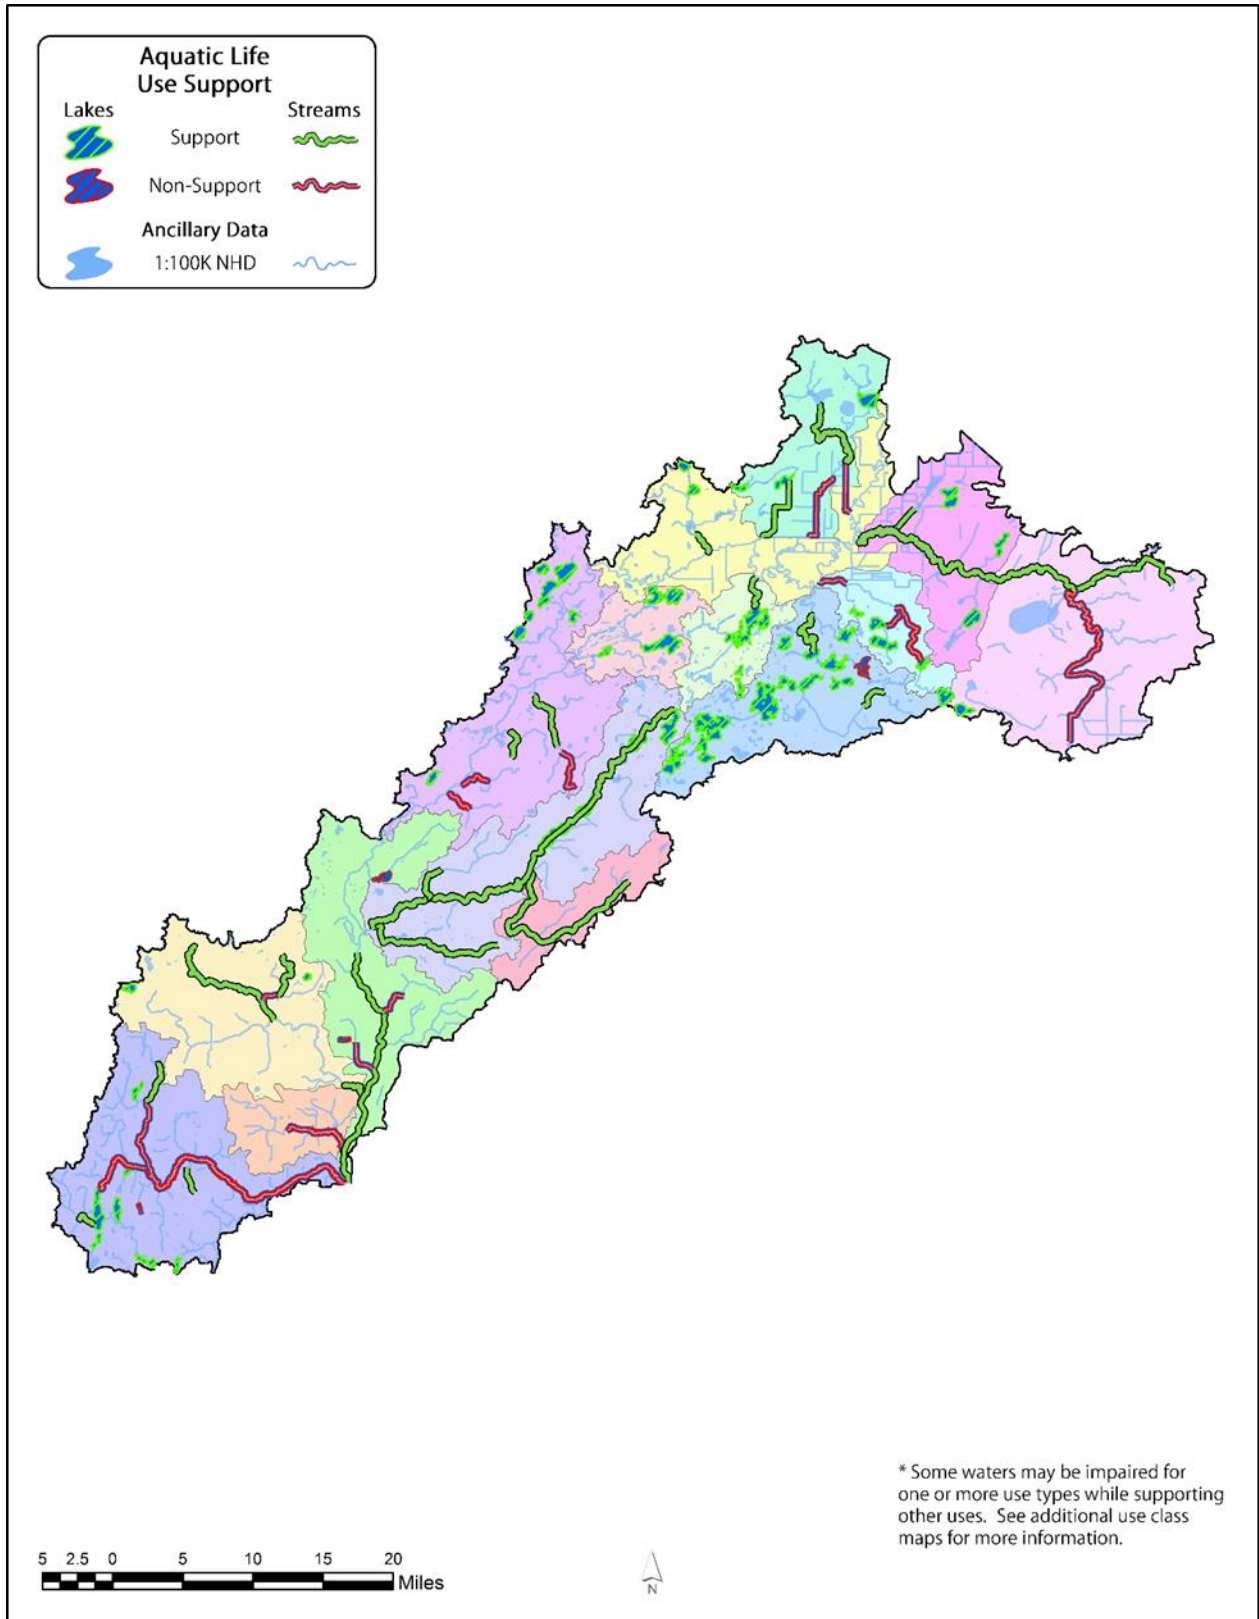 Aquatic Life
Use Support
Lakes Streams
Support
Non-Support
Ancillary Data
1:100K NHD
* Some waters may be impaired for
one or more use types while supporting
other uses. See additional use class
maps for more information.
5 2.5 0 5 10 15 20
Miles
N